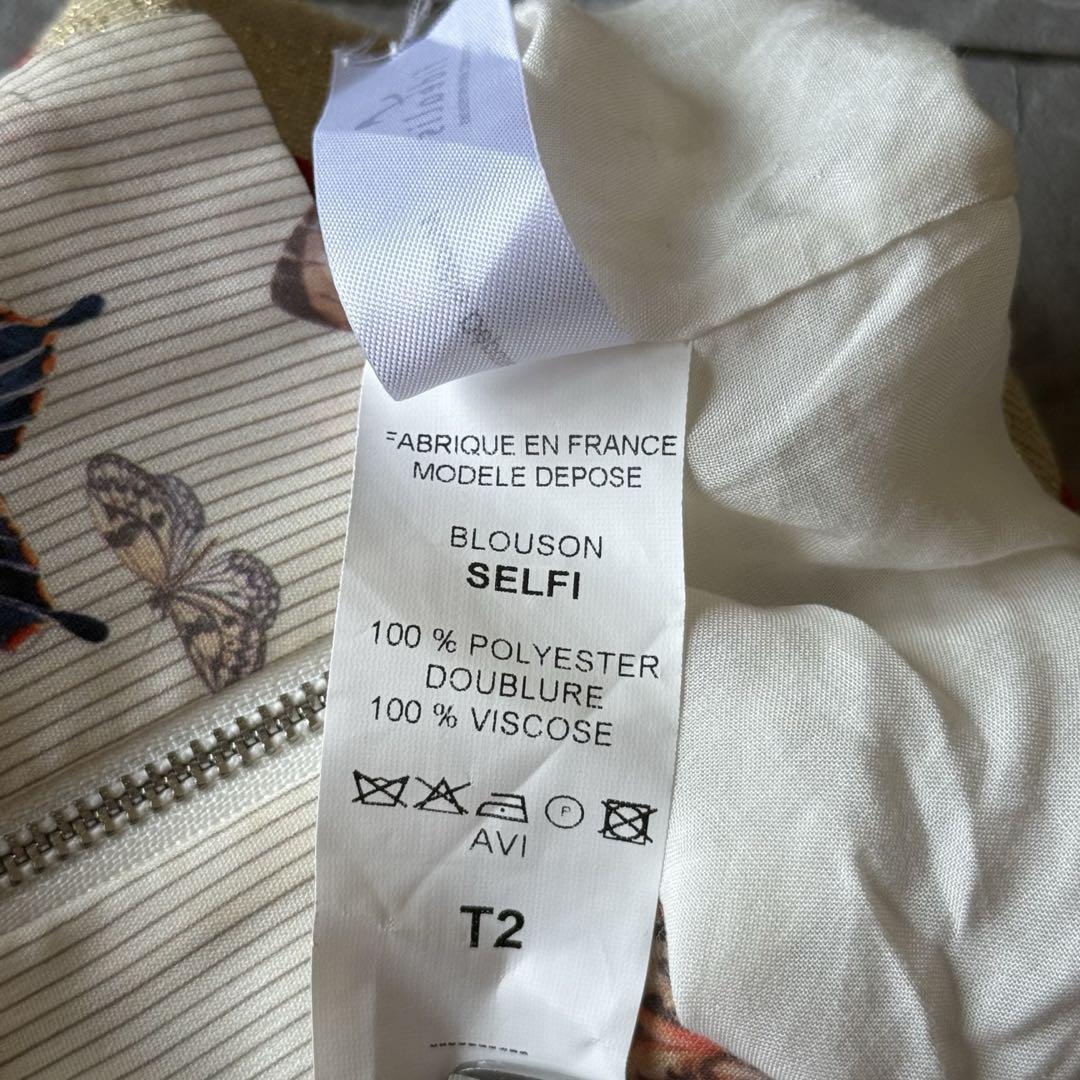 FABRIQUE EN FRANCE
MODELE DEPOSE
BLOUSON
SELFI
100 % POLYESTER
DOUBLURE
100 % VISCOSE
P
AVI
T2